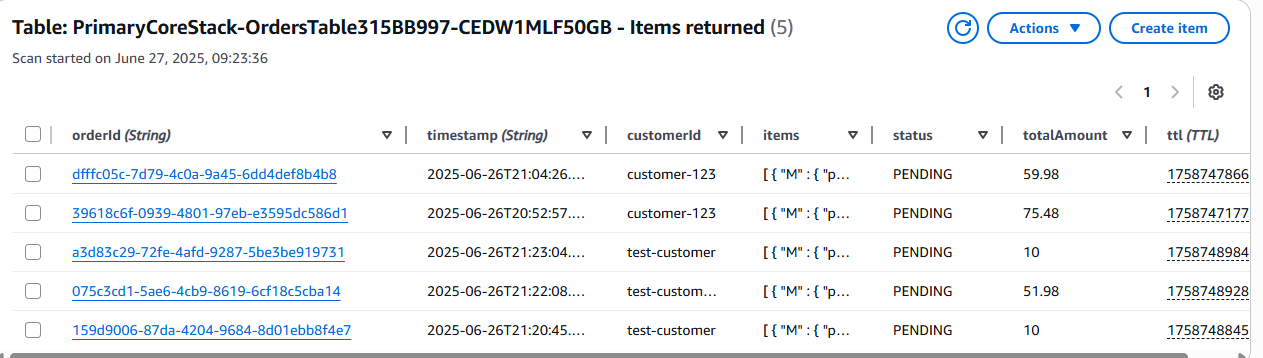 Table: PrimaryCoreStack-OrdersTable315BB997-CEDW1MLF50GB - Items returned (5)
Actions
Create item
Scan started on June 27, 2025, 09:23:36
1
orderId (String) timestamp (String) customerId items status totalAmount ttl (TTL)
dfffc05c-7d79-4c0a-9a45-6dd4def8b4b8 2025-06-26T21:04:26.... customer-123 [ { "M" : { "p... PENDING 59.98 1758747866
39618c6f-0939-4801-97eb-e3595dc586d1 2025-06-26T20:52:57.... customer-123 [ { "M" : { "p... PENDING 75.48 1758747177
a3d83c29-72fe-4afd-9287-5be3be919731 2025-06-26T21:23:04.... test-customer [ { "M" : { "p... PENDING 10 1758748984
075c3cd1-5ae6-4cb9-8619-6cf18c5cba14 2025-06-26T21:22:08.... test-custom... [ { "M" : { "p... PENDING 51.98 1758748928
159d9006-87da-4204-9684-8d01ebb8f4e7 2025-06-26T21:20:45.... test-customer [ { "M" : { "p... PENDING 10 1758748845